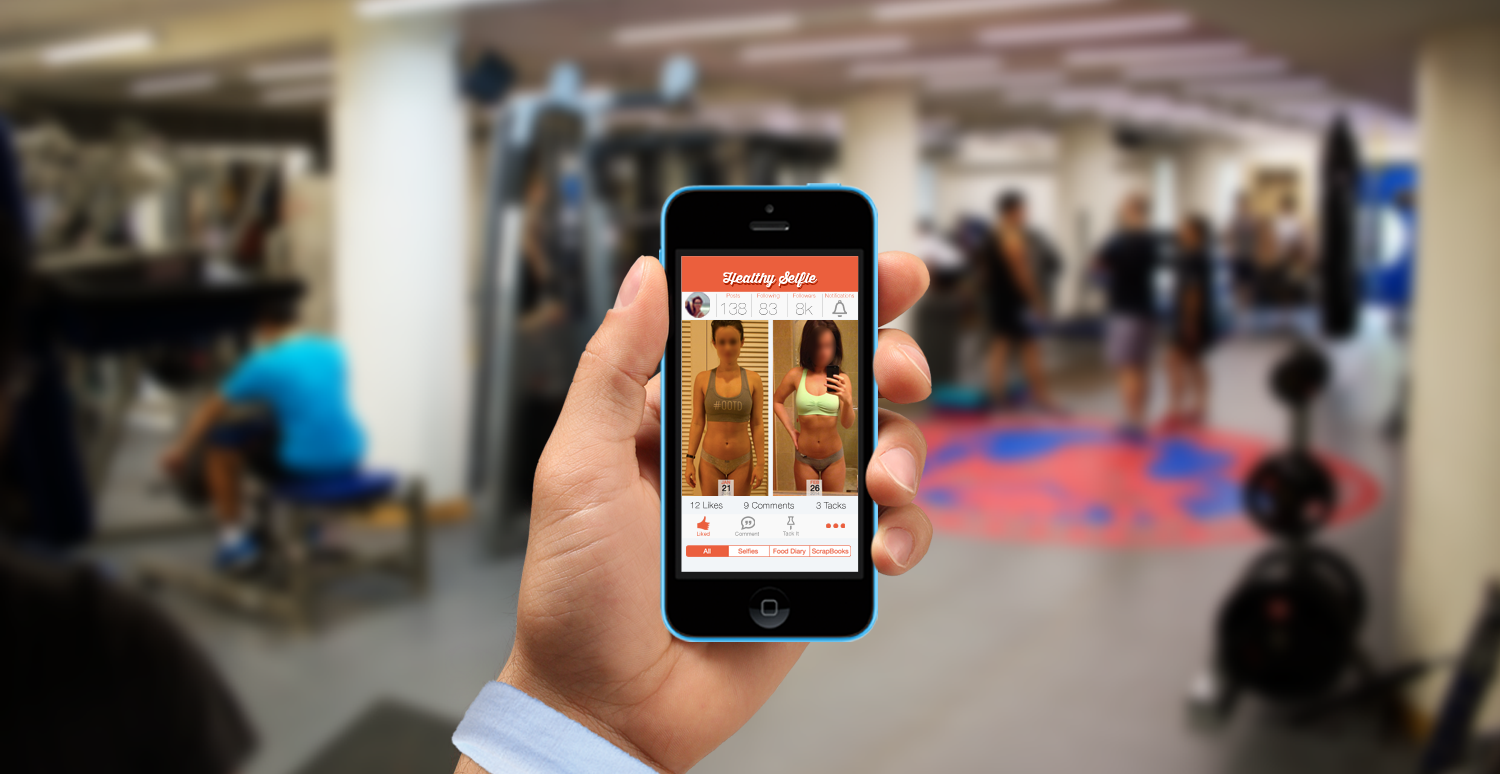 Healthy Selfie
Posts Following Followers Notifications
138 83 8k
#OOTD
21
26
12 Likes 9 Comments 3 Tacks
Liked Comment Tack It
All Selfies Food Diary ScrapBooks